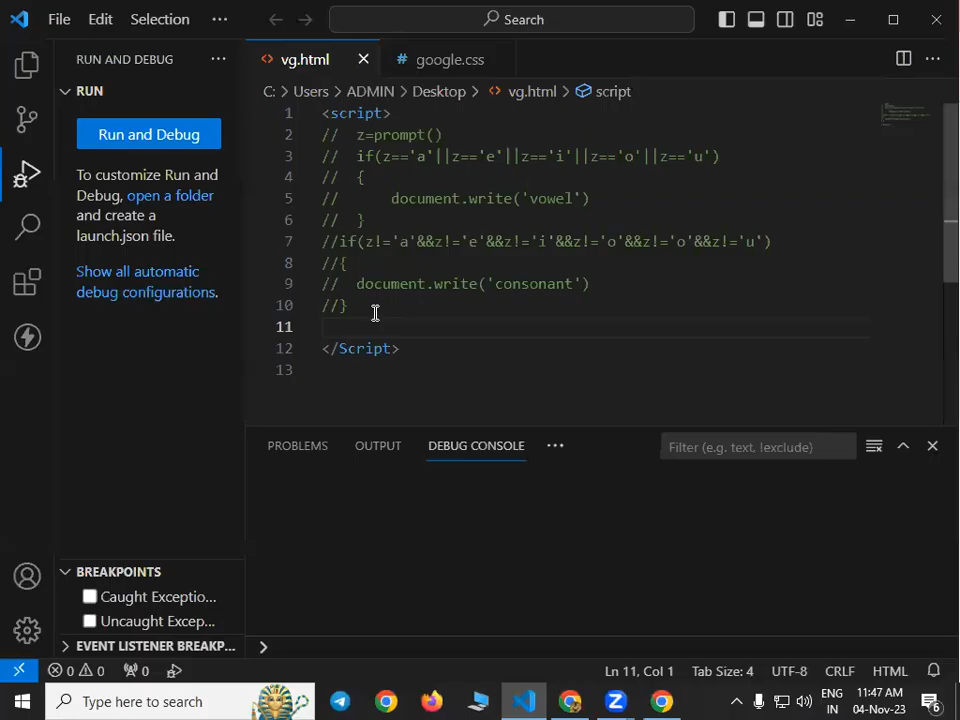 File Edit Selection ··· Search
RUN AND DEBUG ···
vg.html
# google.css
···
C: > Users > ADMIN > Desktop > vg.html > script
RUN
Run and Debug
To customize Run and
Debug, open a folder
and create a
launch.json file.
Show all automatic
debug configurations.
1 <script>
2 // z=prompt()
3 // if(z=='a'||z=='e'||z=='i'||z=='o'||z=='u')
4 // {
5 // document.write('vowel')
6 // }
7 //if(z!='a'&&z!='e'&&z!='i'&&z!='o'&&z!='o'&&z!='u')
8 //{
9 // document.write('consonant')
10 //}
11
12 </Script>
13
PROBLEMS OUTPUT DEBUG CONSOLE ··· Filter (e.g. text, !exclude)
BREAKPOINTS
Caught Exceptio...
Uncaught Excep...
EVENT LISTENER BREAKP...
0 0 0 Ln 11, Col 1 Tab Size: 4 UTF-8 CRLF HTML
Type here to search
ENG
IN
11:47 AM
04-Nov-23
6